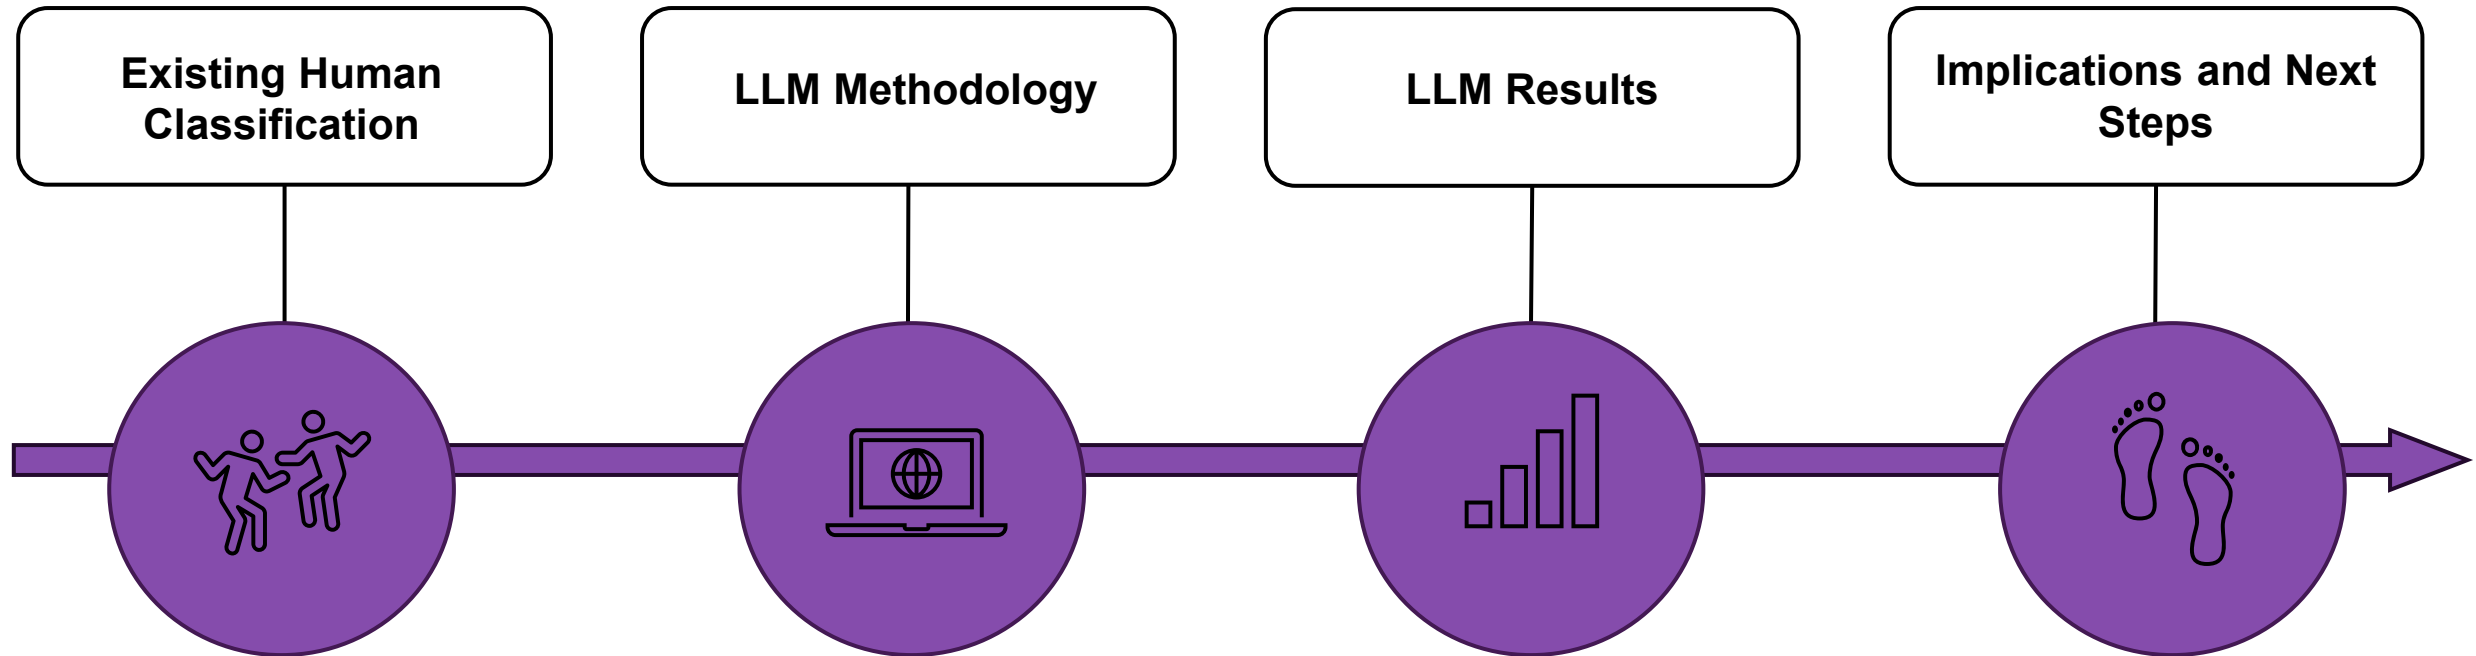 Existing Human
Classification
LLM Methodology
LLM Results
Implications and Next
Steps